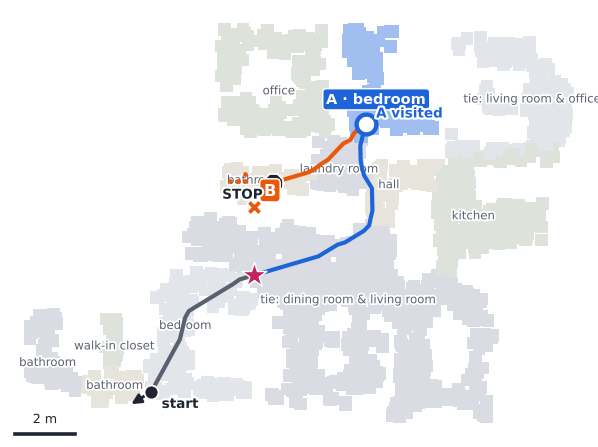 office
A · bedroom
A visited
tie: living room & office
laundry room
bathro
B
STOP
hall
kitchen
tie: dining room & living room
bedroom
walk-in closet
bathroom
bathroom
start
2 m